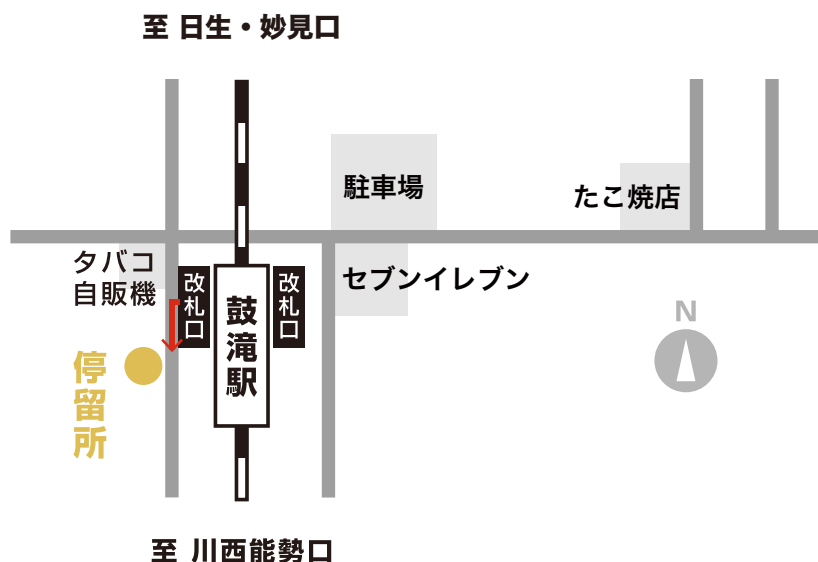 至 日生・妙見口
駐車場
たこ焼店
タバコ
自販機
改札口
改札口
セブンイレブン
鼓滝駅
N
停留所
至 川西能勢口